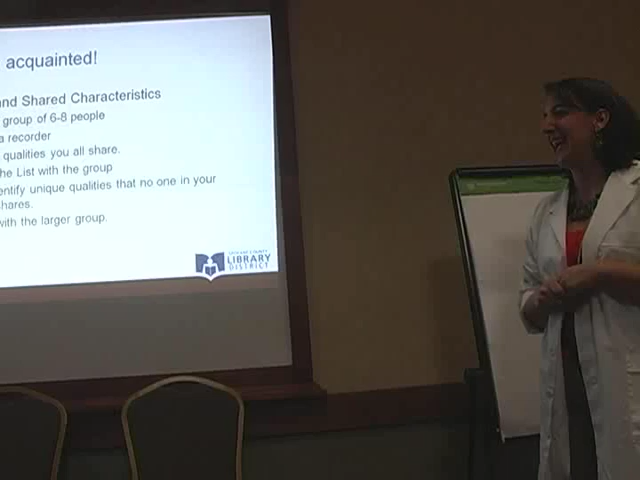 acquainted!
and Shared Characteristics
group of 6-8 people
a recorder
qualities you all share.
he List with the group
entify unique qualities that no one in your
hares.
with the larger group.
LIBRARY
DISTRICT